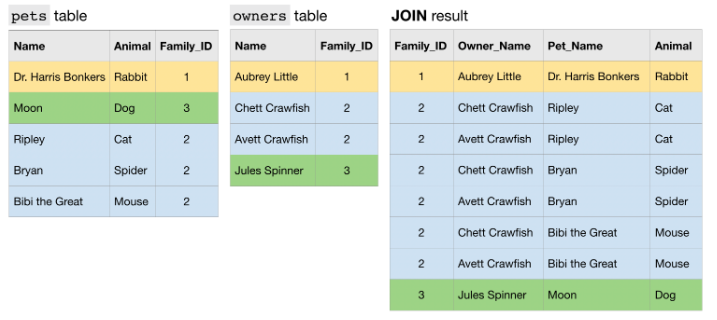 pets table
Name Animal Family_ID
Dr. Harris Bonkers Rabbit 1
Moon Dog 3
Ripley Cat 2
Bryan Spider 2
Bibi the Great Mouse 2
owners table
Name Family_ID
Aubrey Little 1
Chett Crawfish 2
Avett Crawfish 2
Jules Spinner 3
JOIN result
Family_ID Owner_Name Pet_Name Animal
1 Aubrey Little Dr. Harris Bonkers Rabbit
2 Chett Crawfish Ripley Cat
2 Avett Crawfish Ripley Cat
2 Chett Crawfish Bryan Spider
2 Avett Crawfish Bryan Spider
2 Chett Crawfish Bibi the Great Mouse
2 Avett Crawfish Bibi the Great Mouse
3 Jules Spinner Moon Dog